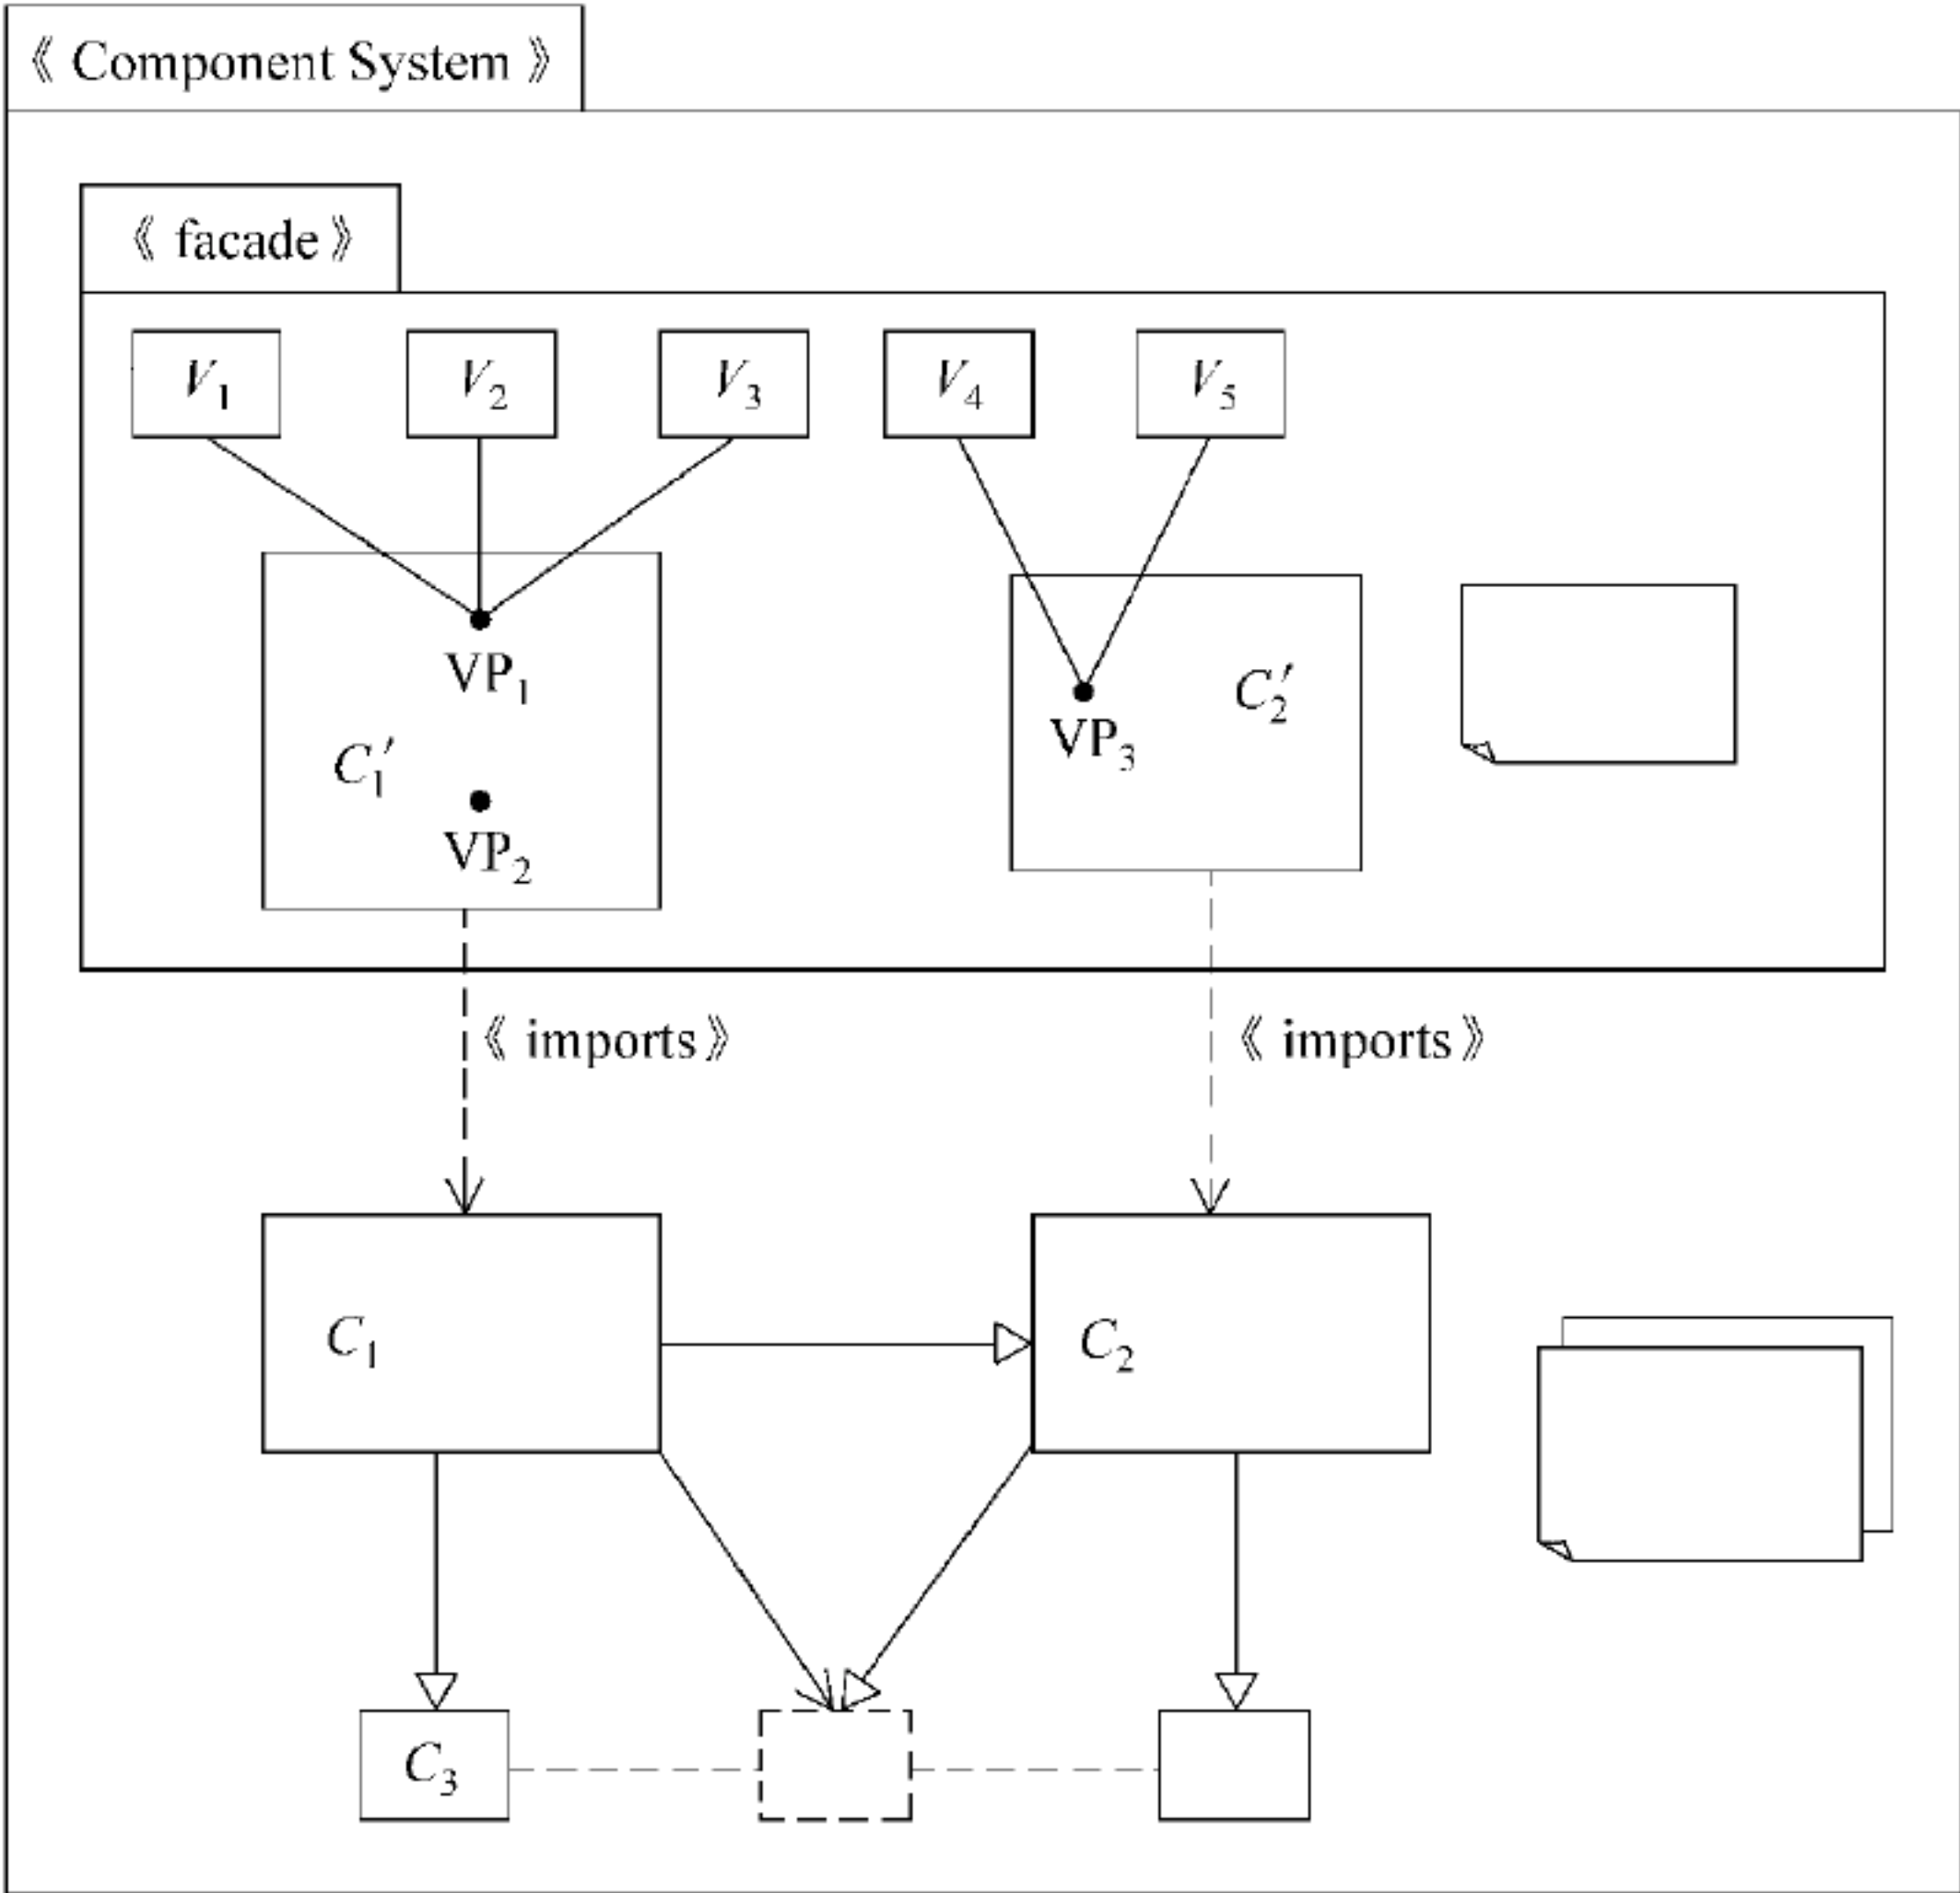 《 Component System 》
《 facade 》
V₁ V₂ V₃ V₄ V₅
VP₁
C₁′
VP₂
C₂′
VP₃
《 imports 》 《 imports 》
C₁ C₂
C₃